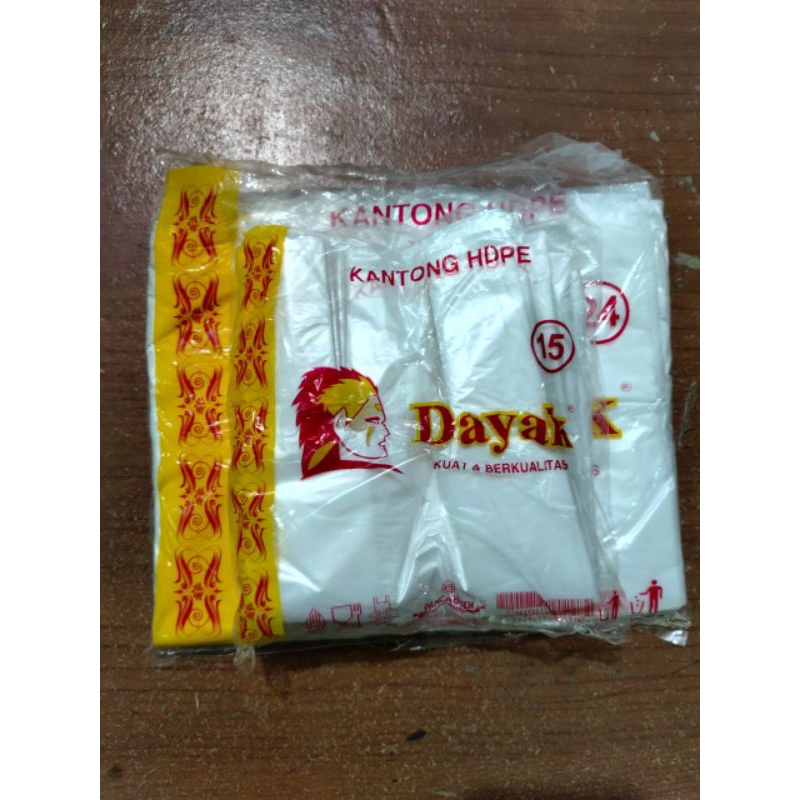 KANTONG HDPE
KANTONG HDPE
24
15
Dayak®
K®
KUAT & BERKUALITAS
S